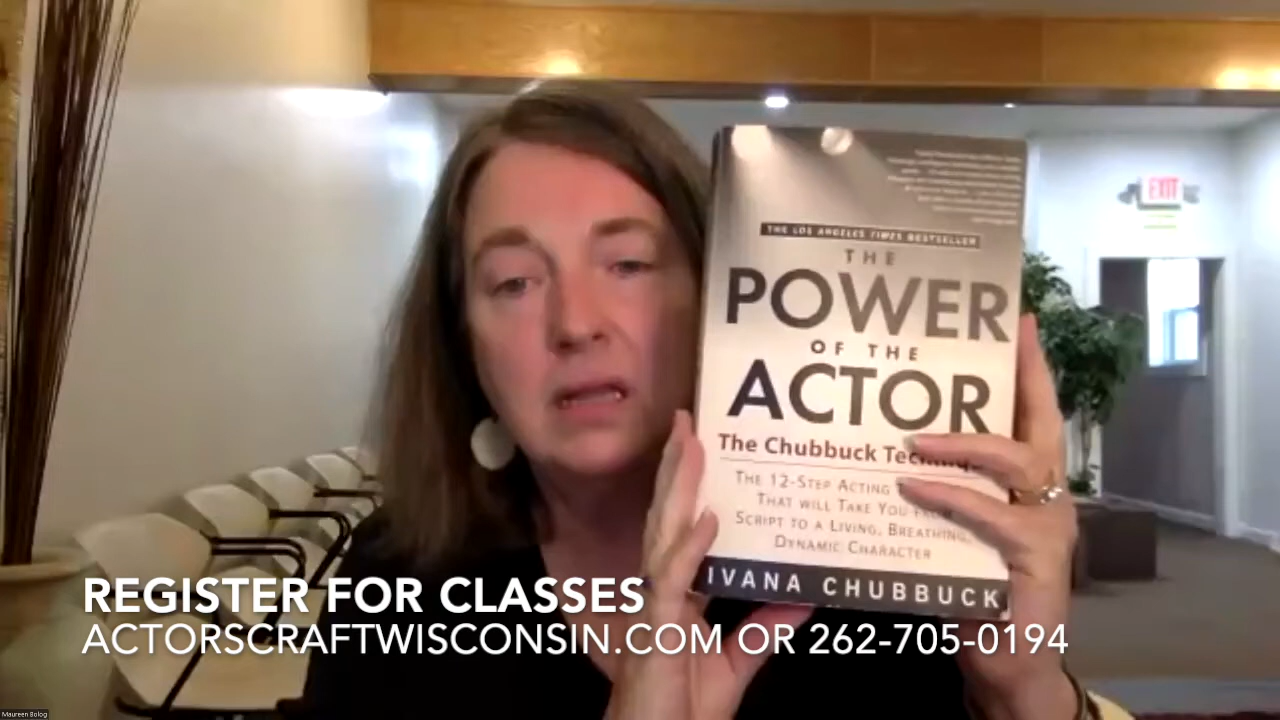 EXIT
THE LOS ANGELES TIMES BESTSELLER
THE
POWER
OF THE
ACTOR
The Chubbuck
THE 12-STEP ACTING
THAT WILL TAKE YOU FROM
SCRIPT TO A LIVING, BREATHING,
DYNAMIC CHARACTER
IVANA CHUBBUCK
REGISTER FOR CLASSES
ACTORSCRAFTWISCONSIN.COM OR 262-705-0194
Maureen Bolog